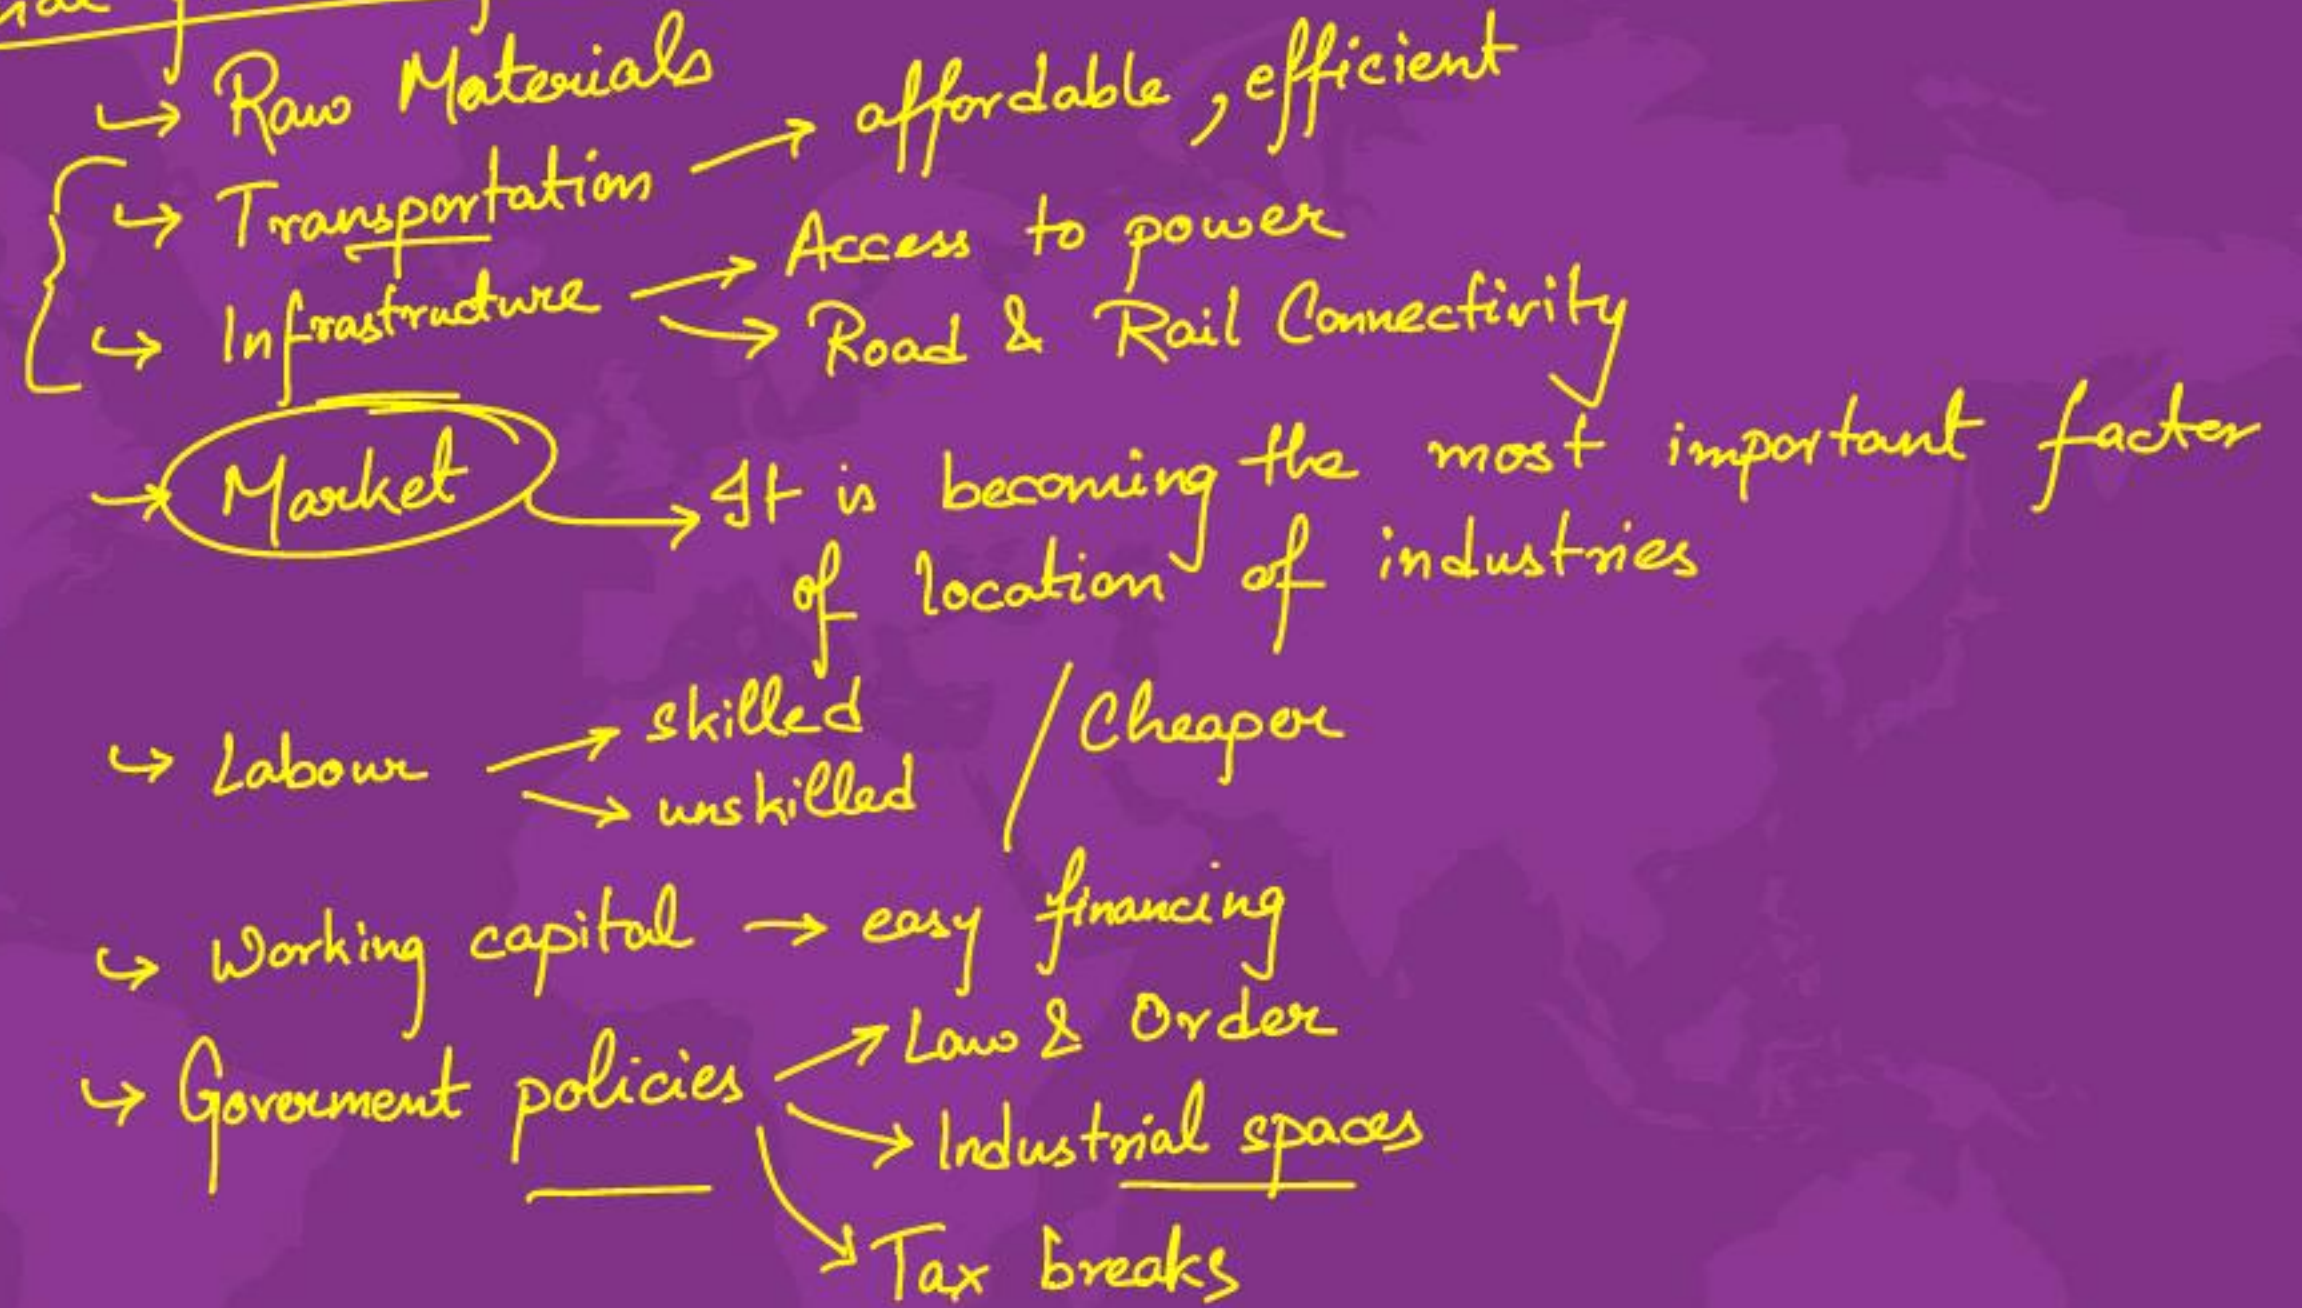 ↳ Raw Materials
↳ Transportation → affordable, efficient
↳ Infrastructure → Access to power
→ Road & Rail Connectivity
→ Market → It is becoming the most important facter
of location of industries
↳ Labour → skilled / Cheaper
→ unskilled
↳ Working capital → easy financing
↳ Goverment policies → Law & Order
→ Industrial spaces
→ Tax breaks